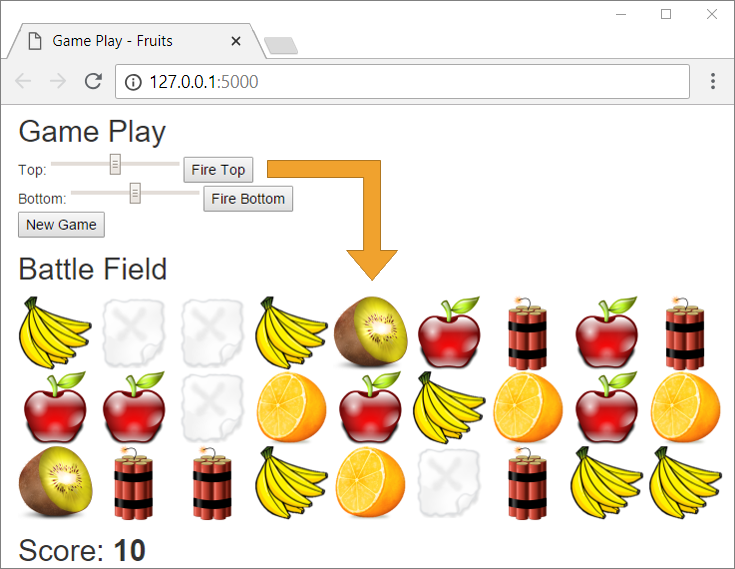 Game Play - Fruits
127.0.0.1:5000
Game Play
Top: Fire Top
Bottom: Fire Bottom
New Game
Battle Field
Score: 10